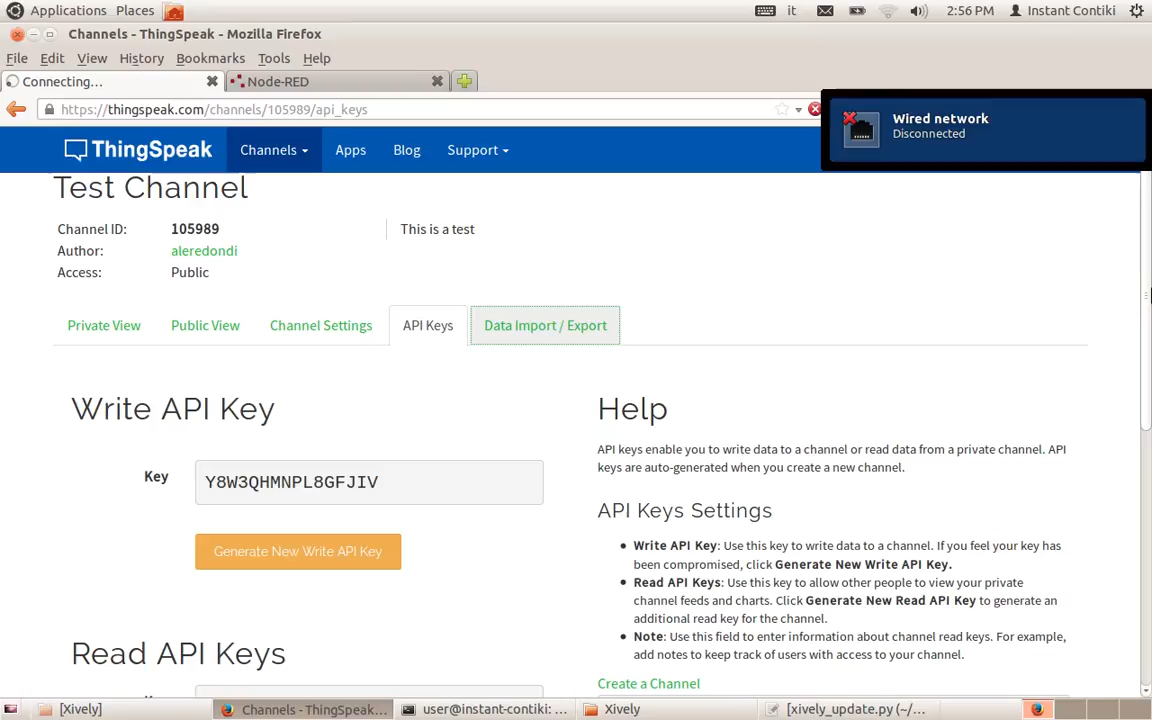 Applications Places it 2:56 PM Instant Contiki
Channels - ThingSpeak - Mozilla Firefox
File Edit View History Bookmarks Tools Help
Connecting... Node-RED
https://thingspeak.com/channels/105989/api_keys
Wired network
Disconnected
ThingSpeak Channels Apps Blog Support
Test Channel
Channel ID: 105989 This is a test
Author: aleredondi
Access: Public
Private View Public View Channel Settings API Keys Data Import / Export
Write API Key
Key Y8W3QHMNPL8GFJIV
Generate New Write API Key
Read API Keys
Help
API keys enable you to write data to a channel or read data from a private channel. API
keys are auto-generated when you create a new channel.
API Keys Settings
Write API Key: Use this key to write data to a channel. If you feel your key has
been compromised, click Generate New Write API Key.
Read API Keys: Use this key to allow other people to view your private
channel feeds and charts. Click Generate New Read API Key to generate an
additional read key for the channel.
Note: Use this field to enter information about channel read keys. For example,
add notes to keep track of users with access to your channel.
Create a Channel
[Xively] Channels - ThingSpeak... user@instant-contiki: ... Xively [xively_update.py (~/...